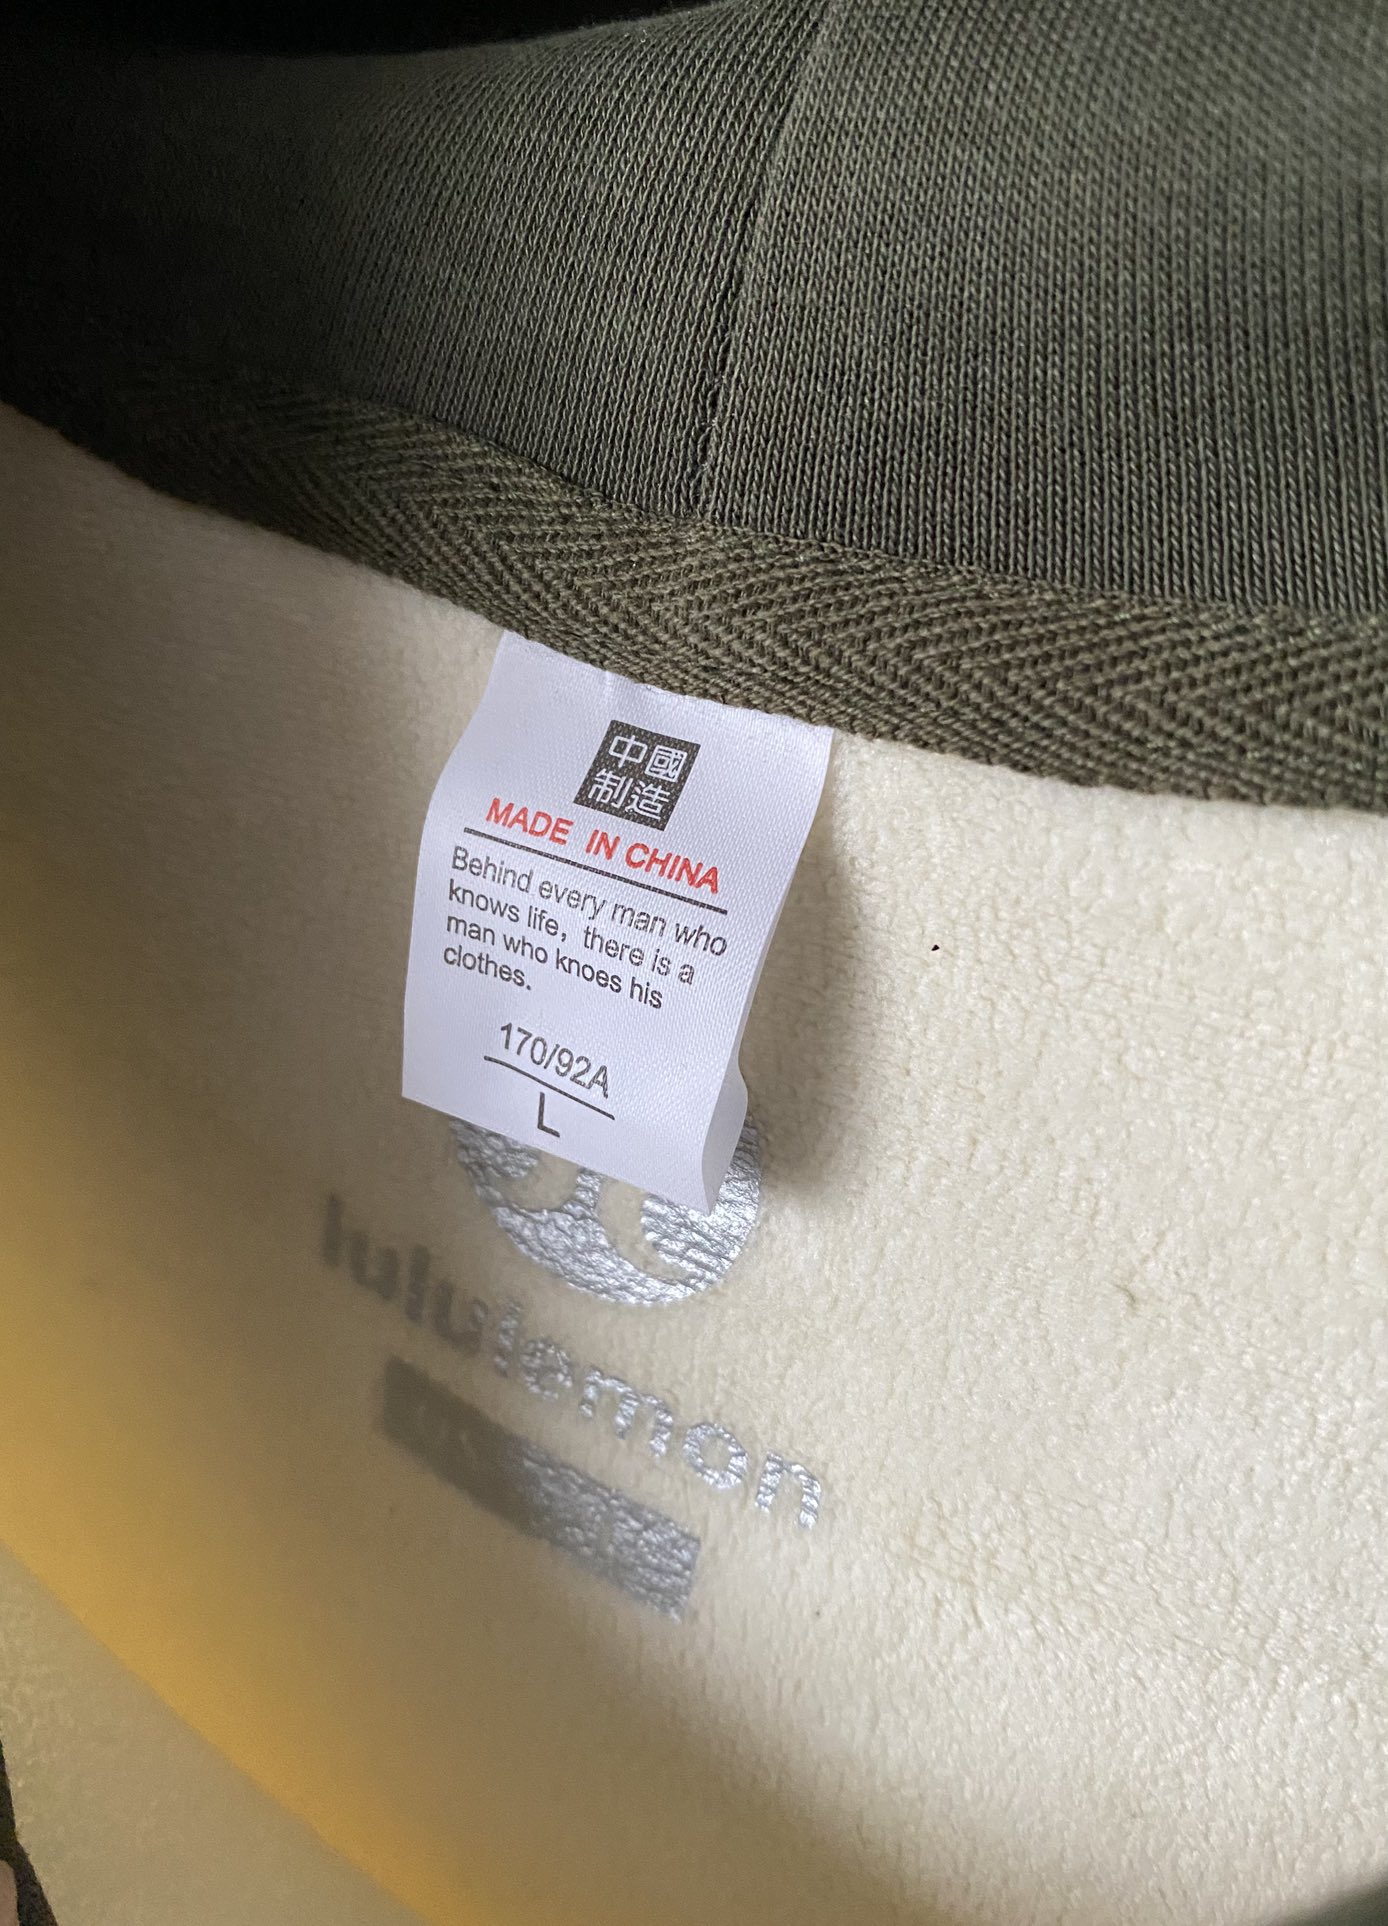 中國
制造
MADE IN CHINA
Behind every man who
knows life，there is a
man who knoes his
clothes.
170/92A
L
lululemon